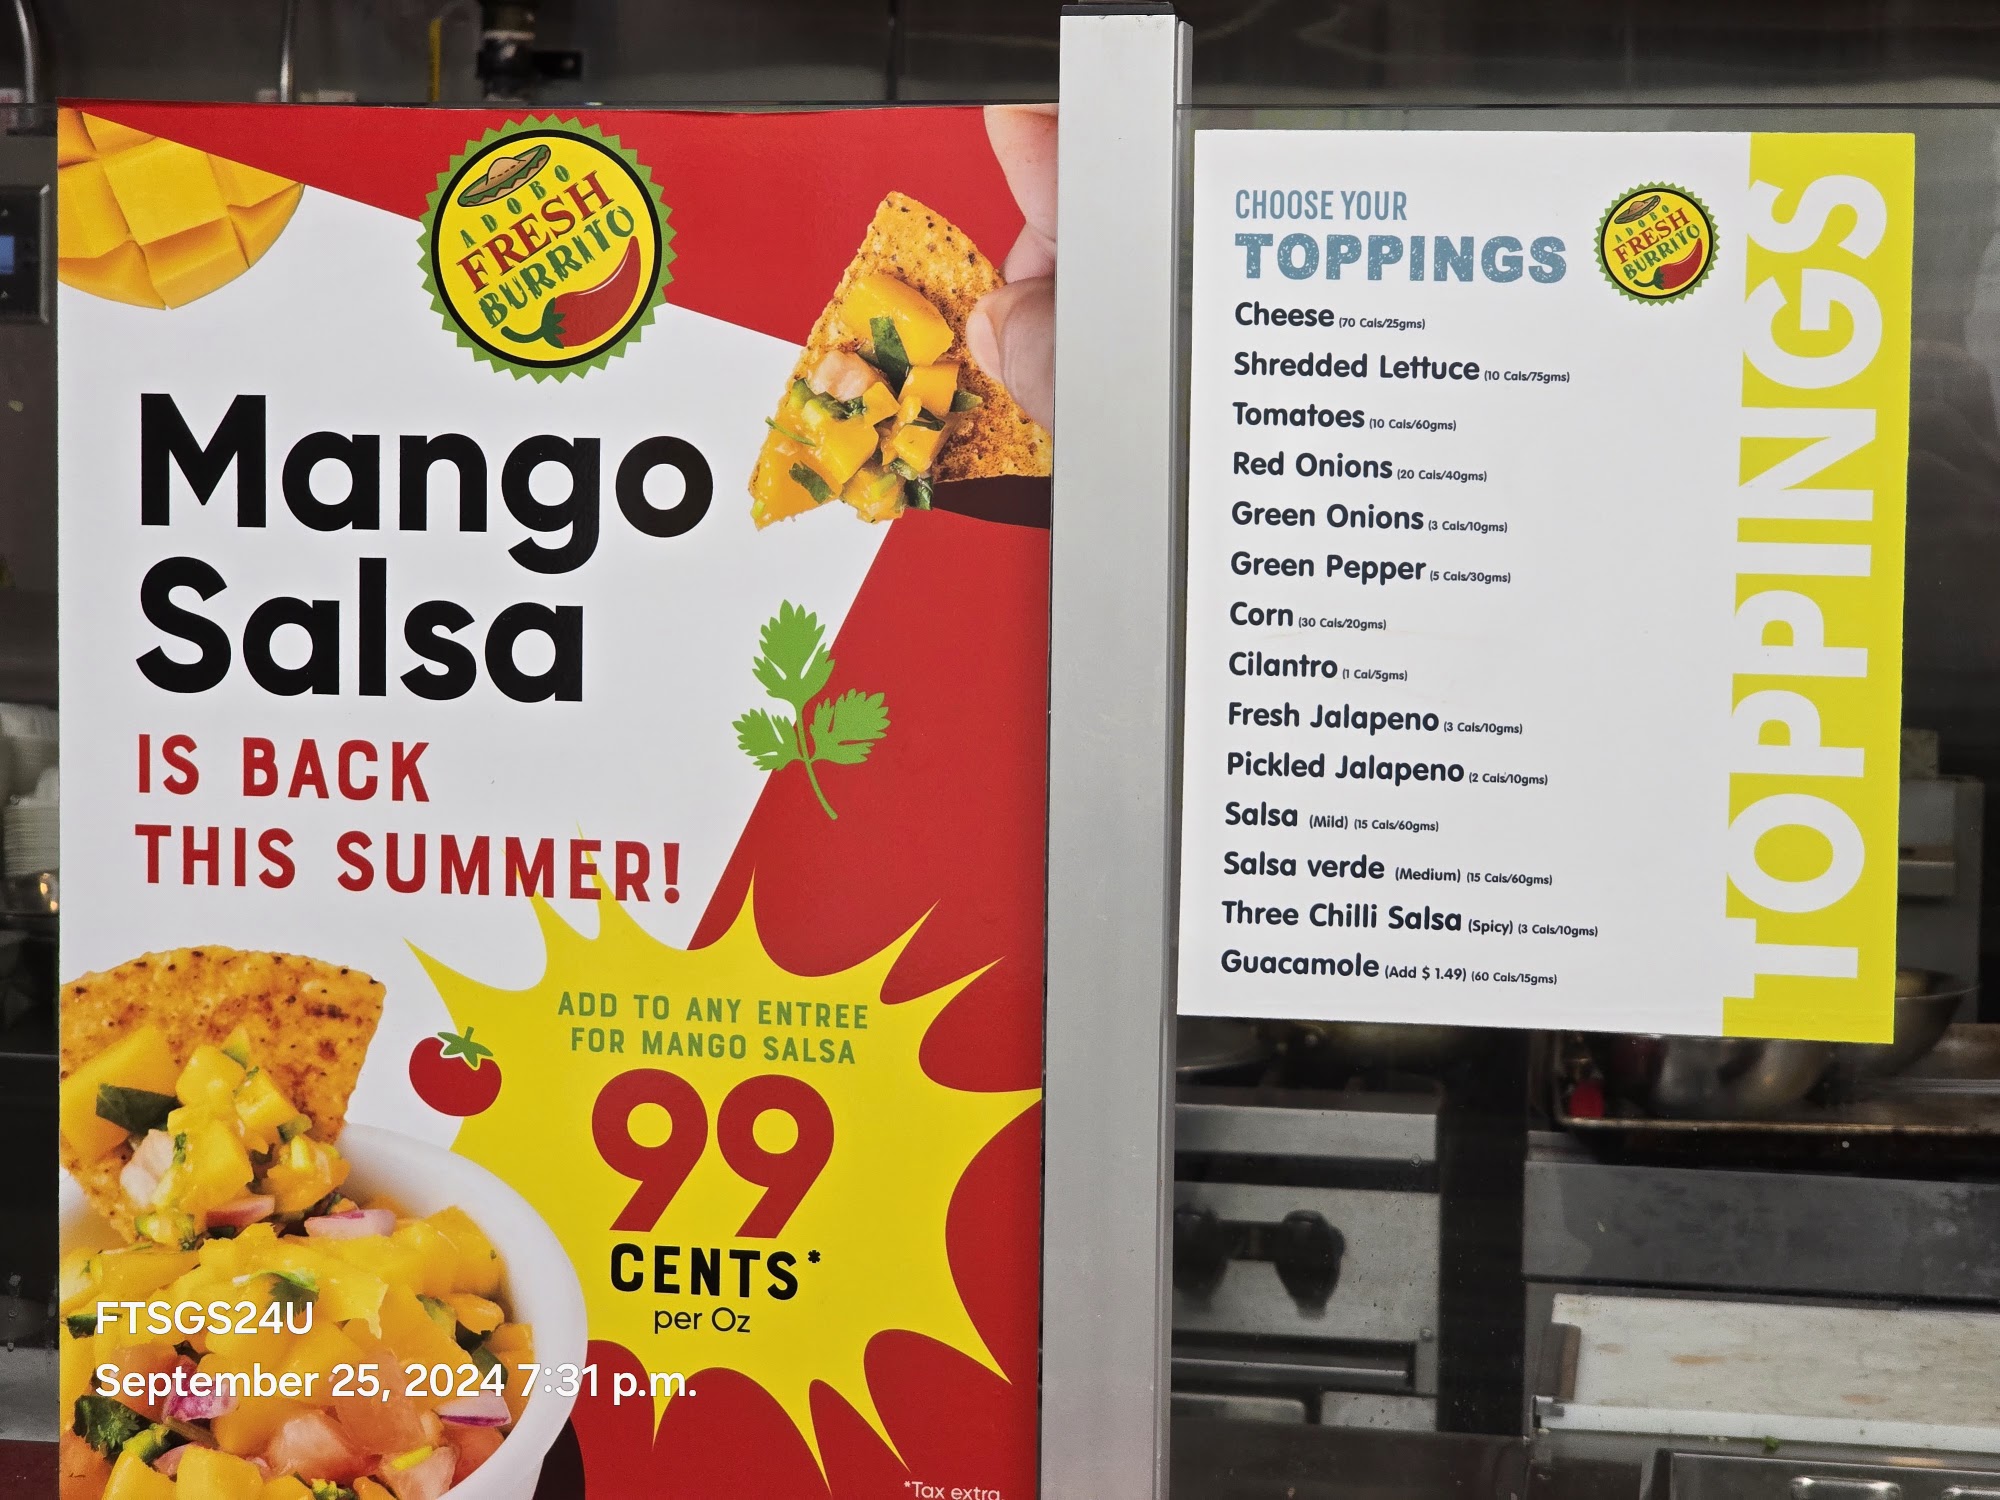 ADOBO
FRESH
BURRITO
Mango
Salsa
IS BACK
THIS SUMMER!
ADD TO ANY ENTREE
FOR MANGO SALSA
99
CENTS*
per Oz
*Tax extra.
FTSGS24U
September 25, 2024 7:31 p.m.
CHOOSE YOUR
TOPPINGS
ADOBO
FRESH
BURRITO
Cheese (70 Cals/25gms)
Shredded Lettuce (10 Cals/75gms)
Tomatoes (10 Cals/60gms)
Red Onions (20 Cals/40gms)
Green Onions (3 Cals/10gms)
Green Pepper (5 Cals/30gms)
Corn (30 Cals/20gms)
Cilantro (1 Cal/5gms)
Fresh Jalapeno (3 Cals/10gms)
Pickled Jalapeno (2 Cals/10gms)
Salsa (Mild) (15 Cals/60gms)
Salsa verde (Medium) (15 Cals/60gms)
Three Chilli Salsa (Spicy) (3 Cals/10gms)
Guacamole (Add $ 1.49) (60 Cals/15gms)
TOPPINGS